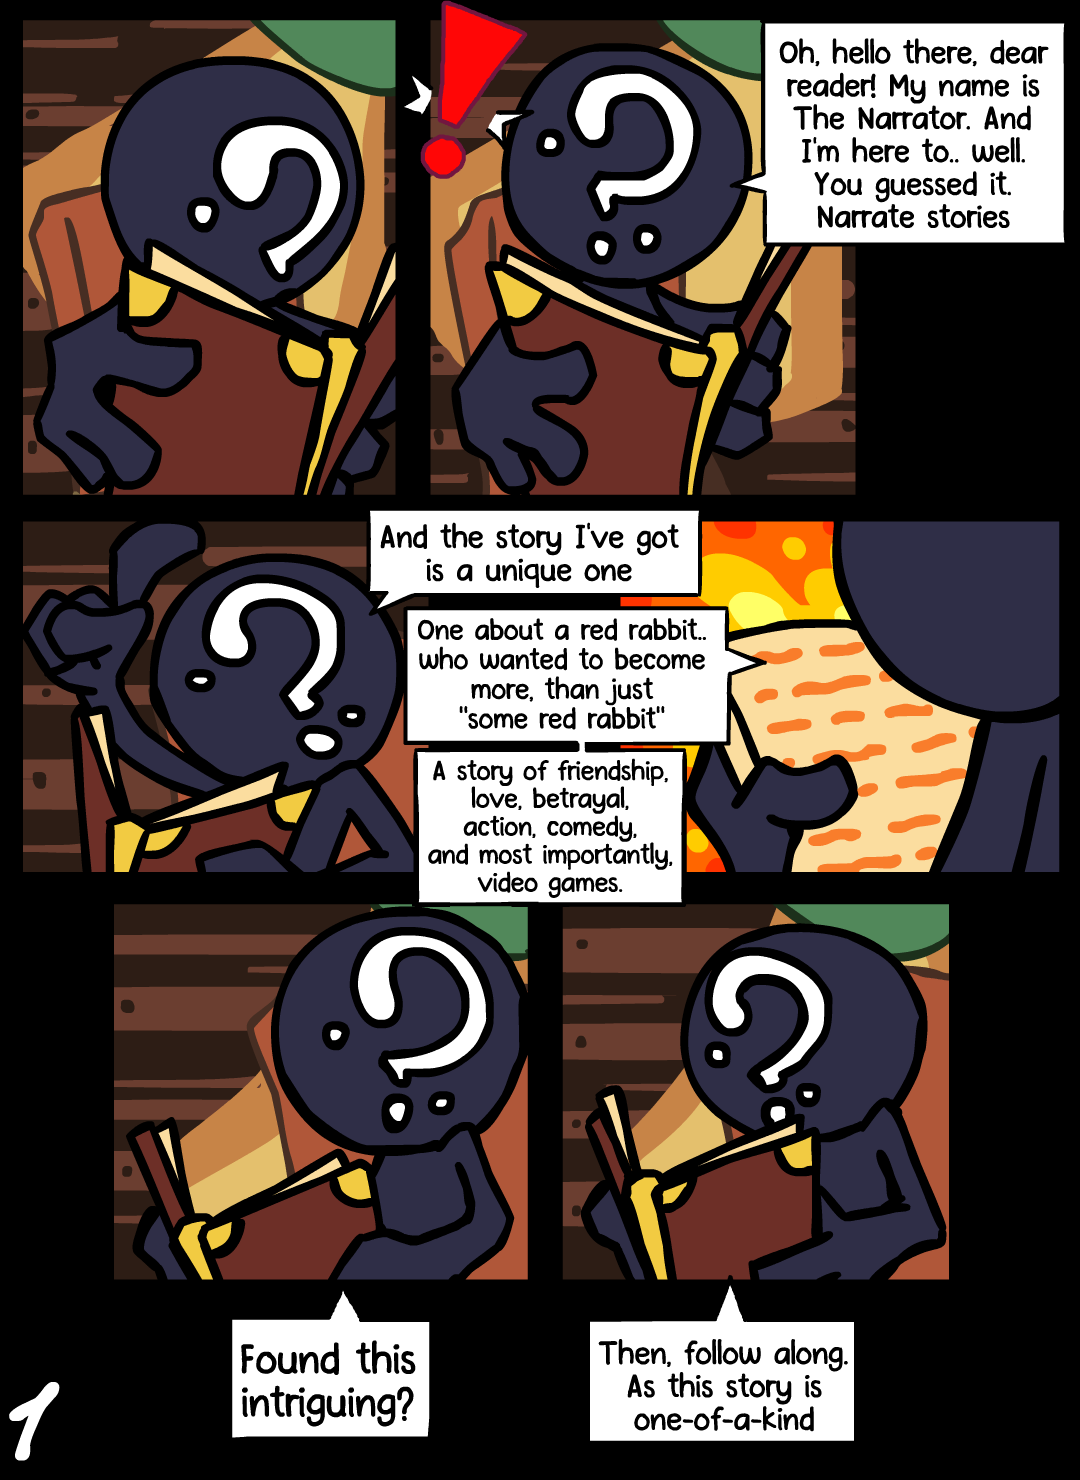 Oh, hello there, dear
reader! My name is
The Narrator. And
I'm here to.. well.
You guessed it.
Narrate stories
And the story I've got
is a unique one
One about a red rabbit..
who wanted to become
more, than just
"some red rabbit"
A story of friendship,
love, betrayal,
action, comedy,
and most importantly,
video games.
Found this
intriguing?
Then, follow along.
As this story is
one-of-a-kind
1